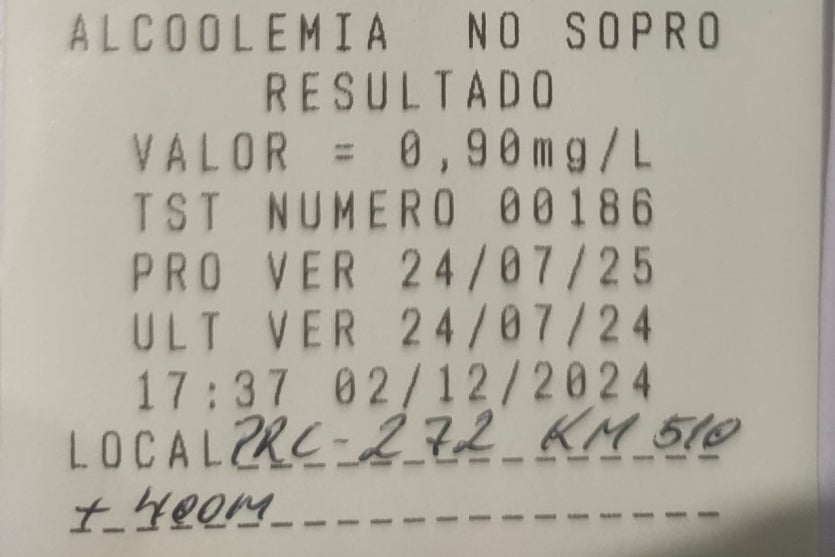 ALCOOLEMIA NO SOPRO
RESULTADO
VALOR = 0,90mg/L
TST NUMERO 00186
PRO VER 24/07/25
ULT VER 24/07/24
17:37 02/12/2024
LOCAL PRC-272 KM 510
+ 400M